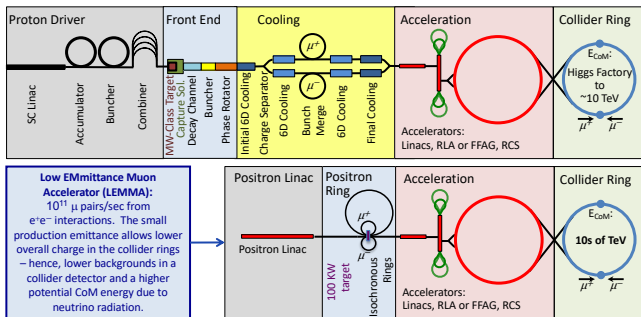 Proton Driver
Front End
Cooling
Acceleration
Collider Ring
SC Linac
Accumulator
Buncher
Combiner
MW-Class Target
Capture Sol.
Decay Channel
Buncher
Phase Rotator
Initial 6D Cooling
Charge Separator
6D Cooling
μ+
μ−
Bunch
Merge
6D Cooling
Final Cooling
Accelerators:
Linacs, RLA or FFAG, RCS
ECoM:
Higgs Factory
to
~10 TeV
μ+
μ−
Low EMmittance Muon
Accelerator (LEMMA):
10¹¹ μ pairs/sec from
e⁺e⁻ interactions. The small
production emittance allows lower
overall charge in the collider rings
– hence, lower backgrounds in a
collider detector and a higher
potential CoM energy due to
neutrino radiation.
Positron Linac
Positron
Ring
Acceleration
Collider Ring
Positron Linac
μ+
μ−
100 KW
target
Isochronous
Rings
Accelerators:
Linacs, RLA or FFAG, RCS
ECoM:
10s of TeV
μ+
μ−